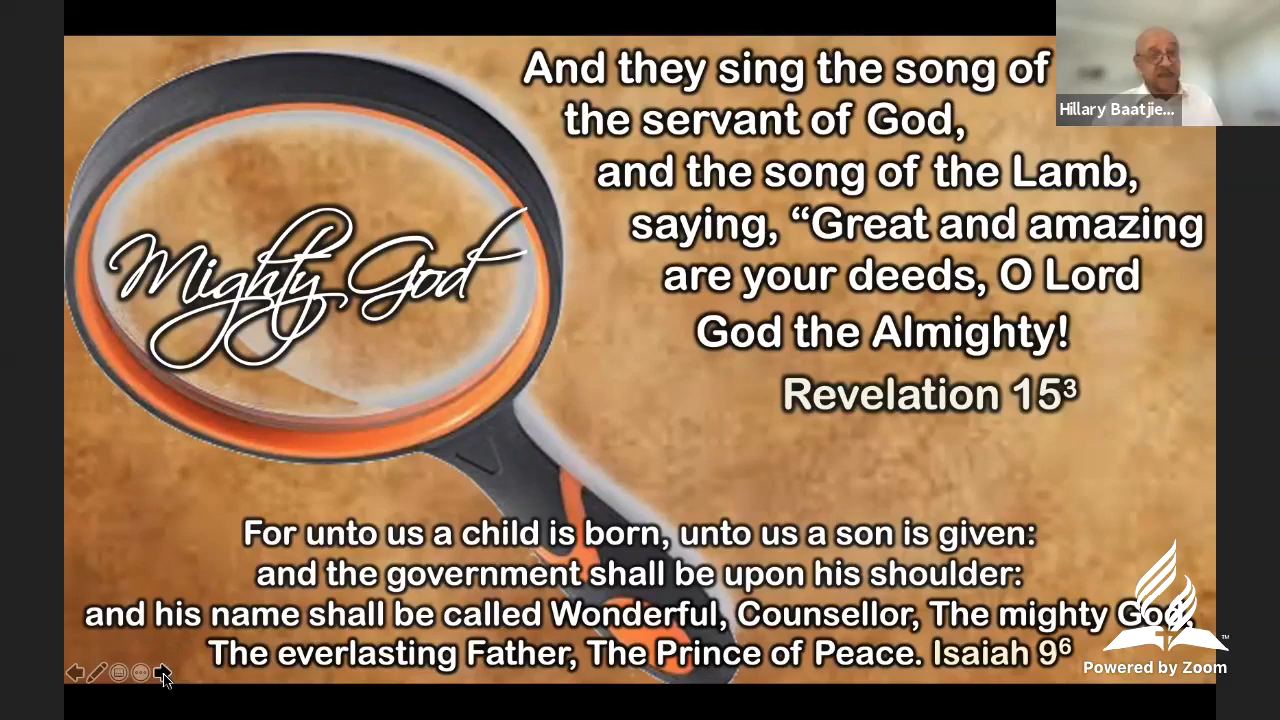 And they sing the song of
the servant of God,
and the song of the Lamb,
saying, “Great and amazing
are your deeds, O Lord
God the Almighty!
Revelation 15³
Hillary Baatjie...
Mighty God
For unto us a child is born, unto us a son is given:
and the government shall be upon his shoulder:
and his name shall be called Wonderful, Counsellor, The mighty God,
The everlasting Father, The Prince of Peace. Isaiah 9⁶
TM
Powered by Zoom